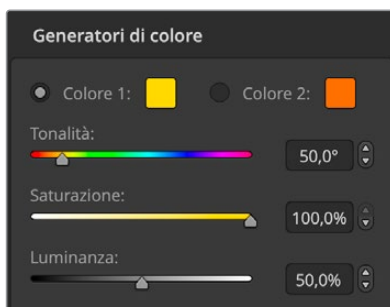 Generatori di colore
Colore 1: Colore 2:
Tonalità:
50,0°
Saturazione:
100,0%
Luminanza:
50,0%